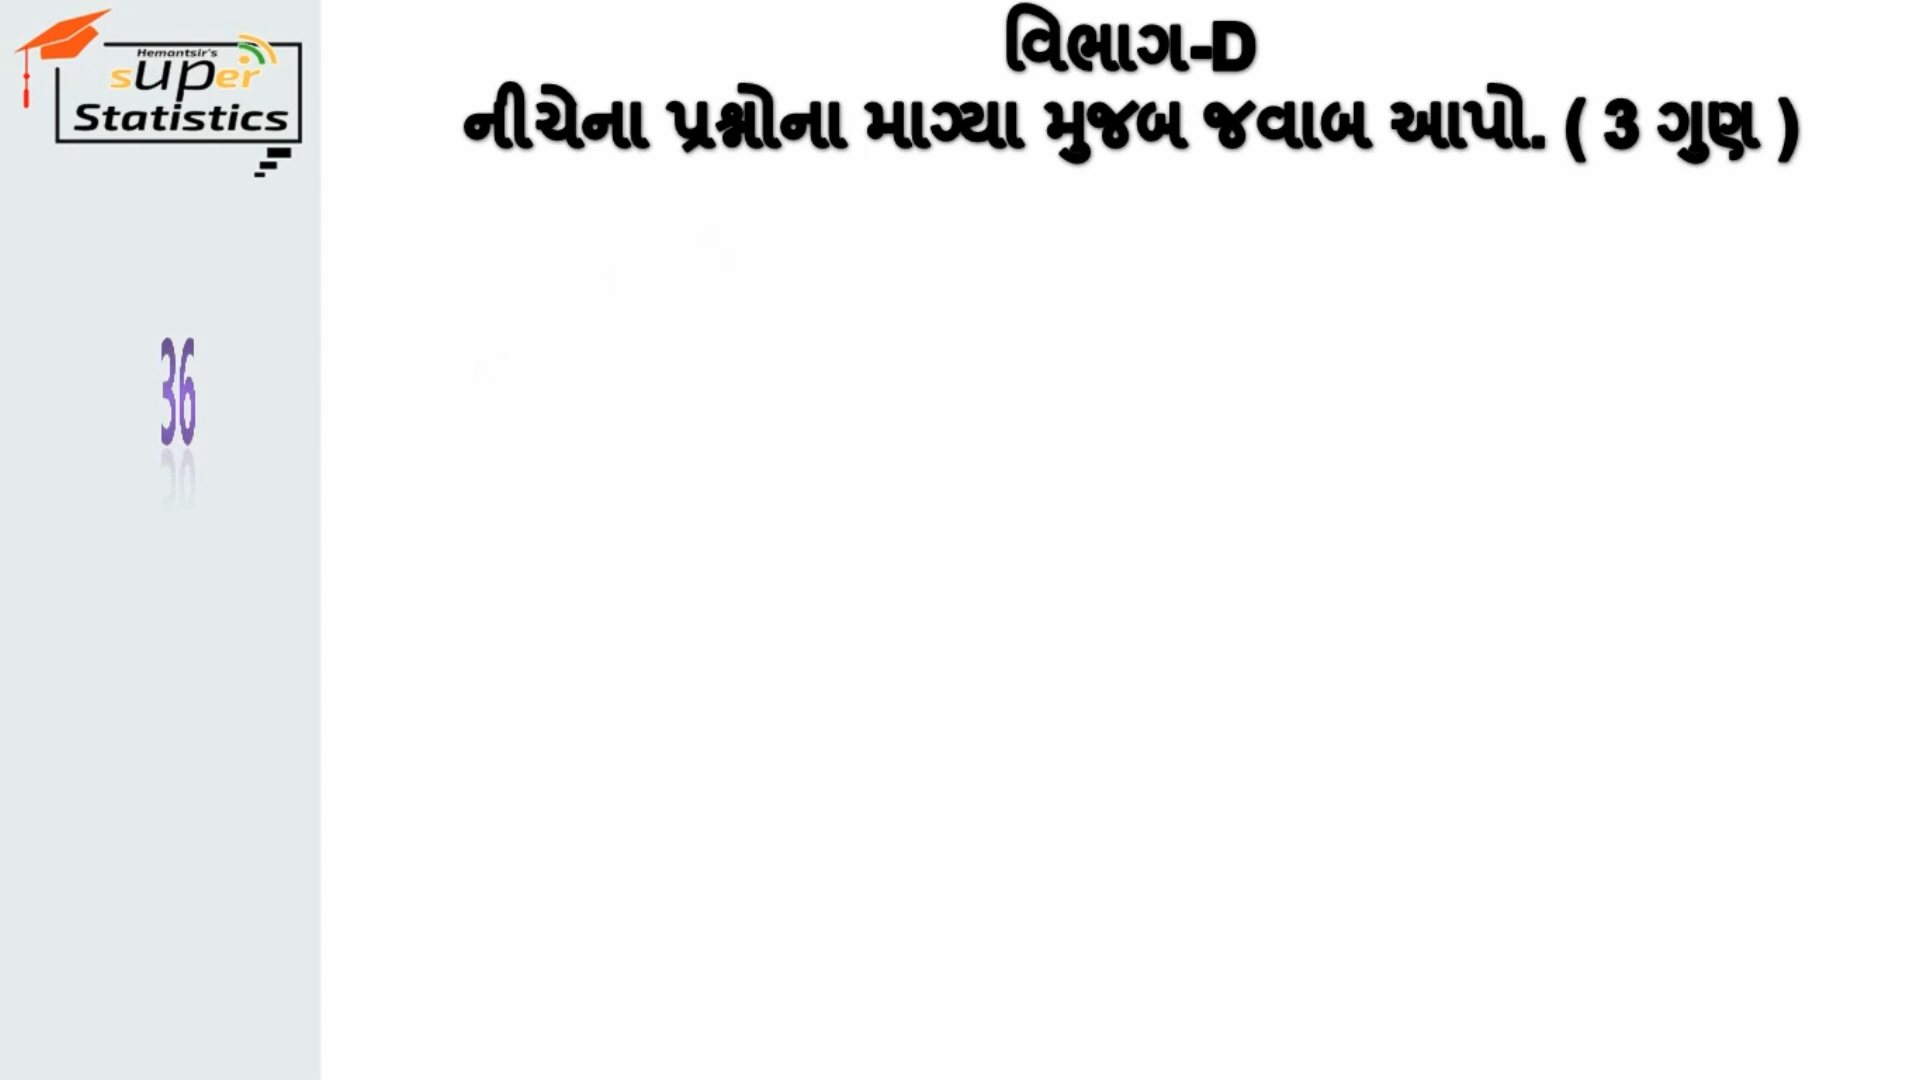 Hemantsir's
super
Statistics
વિભાગ-D
નીચેના પ્રશ્નોના માગ્યા મુજબ જવાબ આપો. ( 3 ગુણ )
36